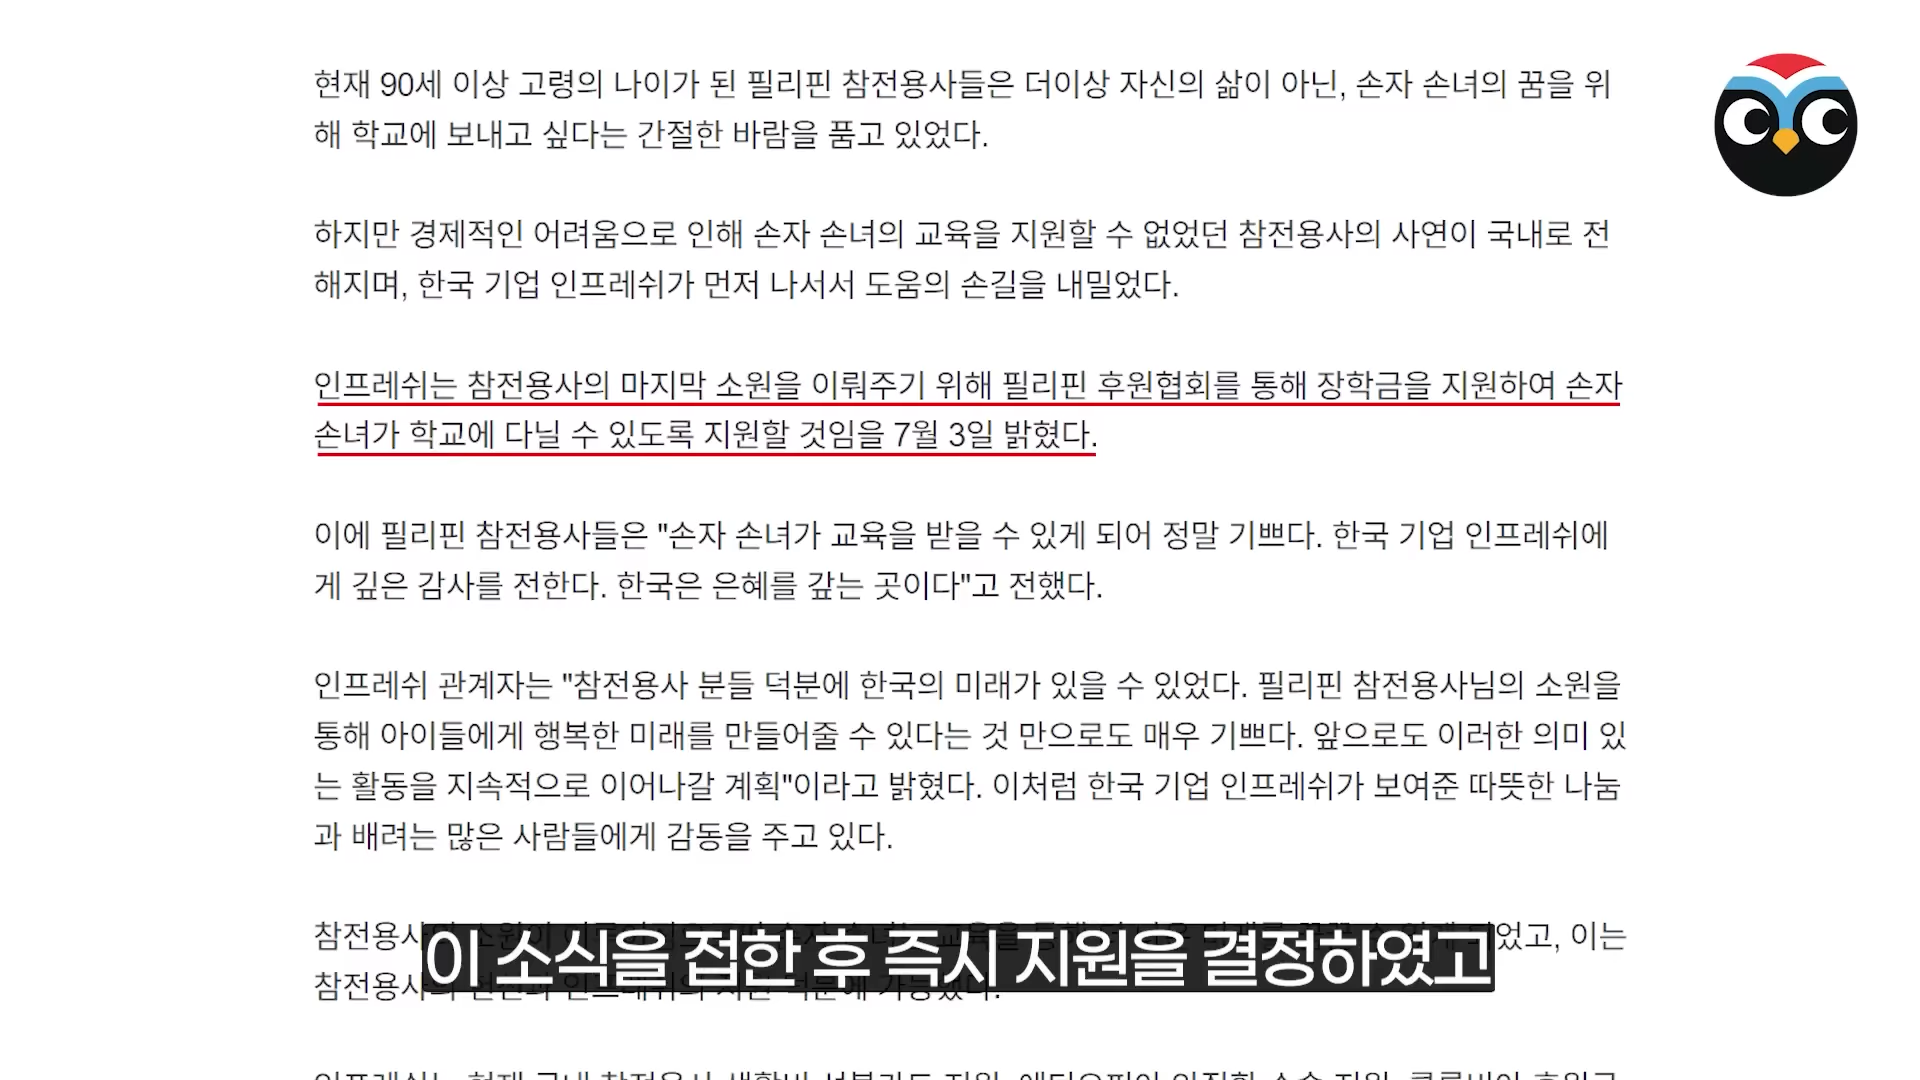 현재 90세 이상 고령의 나이가 된 필리핀 참전용사들은 더이상 자신의 삶이 아닌, 손자 손녀의 꿈을 위
해 학교에 보내고 싶다는 간절한 바람을 품고 있었다.
하지만 경제적인 어려움으로 인해 손자 손녀의 교육을 지원할 수 없었던 참전용사의 사연이 국내로 전
해지며, 한국 기업 인프레쉬가 먼저 나서서 도움의 손길을 내밀었다.
인프레쉬는 참전용사의 마지막 소원을 이뤄주기 위해 필리핀 후원협회를 통해 장학금을 지원하여 손자
손녀가 학교에 다닐 수 있도록 지원할 것임을 7월 3일 밝혔다.
이에 필리핀 참전용사들은 "손자 손녀가 교육을 받을 수 있게 되어 정말 기쁘다. 한국 기업 인프레쉬에
게 깊은 감사를 전한다. 한국은 은혜를 갚는 곳이다"고 전했다.
인프레쉬 관계자는 "참전용사 분들 덕분에 한국의 미래가 있을 수 있었다. 필리핀 참전용사님의 소원을
통해 아이들에게 행복한 미래를 만들어줄 수 있다는 것 만으로도 매우 기쁘다. 앞으로도 이러한 의미 있
는 활동을 지속적으로 이어나갈 계획"이라고 밝혔다. 이처럼 한국 기업 인프레쉬가 보여준 따뜻한 나눔
과 배려는 많은 사람들에게 감동을 주고 있다.
참전용사 이는
이 소식을 접한 후 즉시 지원을 결정하였고
참전용사